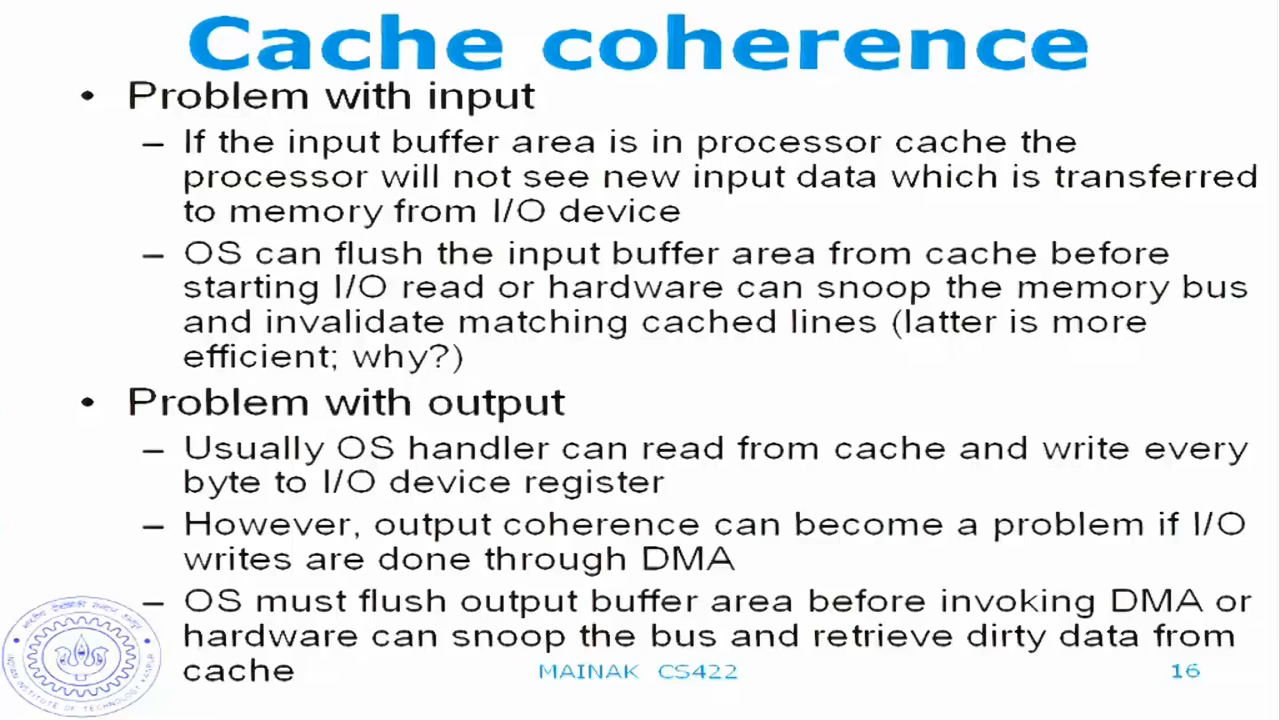 Cache coherence
• Problem with input
– If the input buffer area is in processor cache the
processor will not see new input data which is transferred
to memory from I/O device
– OS can flush the input buffer area from cache before
starting I/O read or hardware can snoop the memory bus
and invalidate matching cached lines (latter is more
efficient; why?)
• Problem with output
– Usually OS handler can read from cache and write every
byte to I/O device register
– However, output coherence can become a problem if I/O
writes are done through DMA
– OS must flush output buffer area before invoking DMA or
hardware can snoop the bus and retrieve dirty data from
cache
MAINAK CS422
16
INDIAN INSTITUTE OF TECHNOLOGY KANPUR